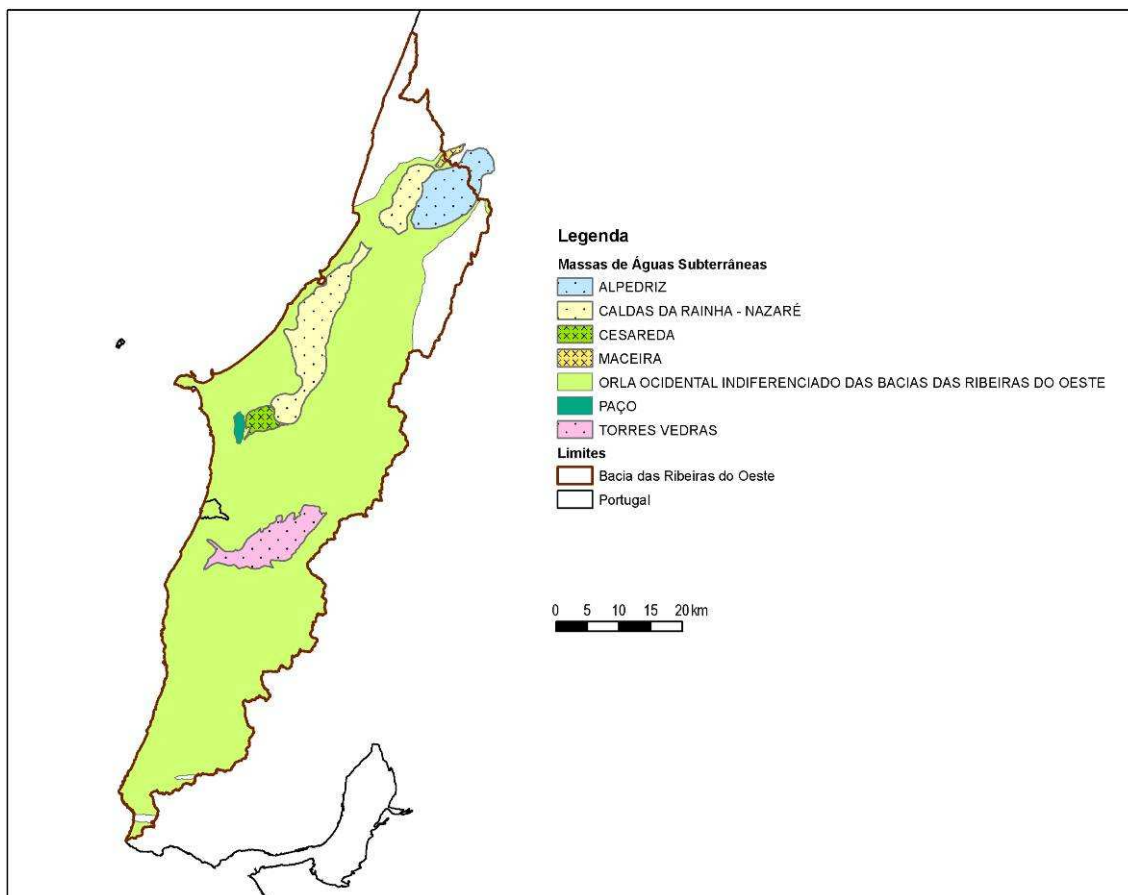 Legenda
Massas de Águas Subterrâneas
ALPEDRIZ
CALDAS DA RAINHA - NAZARÉ
CESAREDA
MACEIRA
ORLA OCIDENTAL INDIFERENCIADO DAS BACIAS DAS RIBEIRAS DO OESTE
PAÇO
TORRES VEDRAS
Limites
Bacia das Ribeiras do Oeste
Portugal
0 5 10 15 20 km